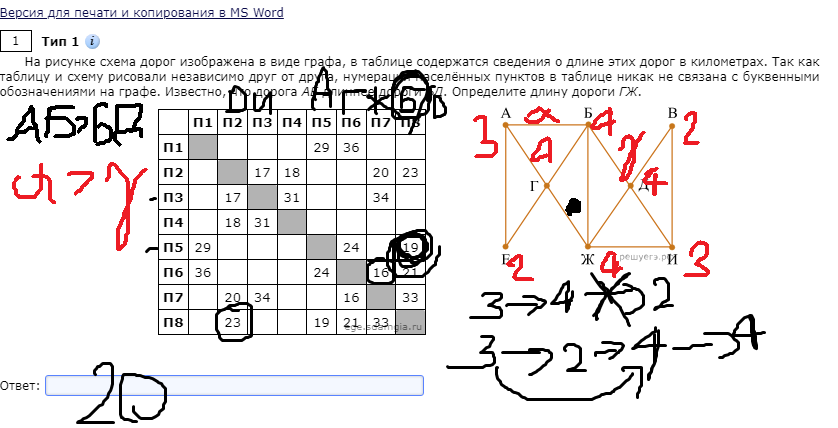 Версия для печати и копирования в MS Word
1 Тип 1 i
На рисунке схема дорог изображена в виде графа, в таблице содержатся сведения о длине этих дорог в километрах. Так как
таблицу и схему рисовали независимо друг от друга, нумерация населённых пунктов в таблице никак не связана с буквенными
обозначениями на графе. Известно, что дорога АБ длиннее дороги БД. Определите длину дороги ГЖ.
Д И А Г Ж Б В
АБ>БД
П1 П2 П3 П4 П5 П6 П7 П8
П1 29 36
П2 17 18 20 23
П3 17 31 34
П4 18 31
П5 29 24 19
П6 36 24 16 21
П7 20 34 16 33
П8 23 19 21 33
ege.sdamgia.ru
А Б В
3 4 2
4
Г Д
4
Е Ж И
2 4 3
3 → 4 → 2
3 → 2 → 4 → 4
Ответ:
20